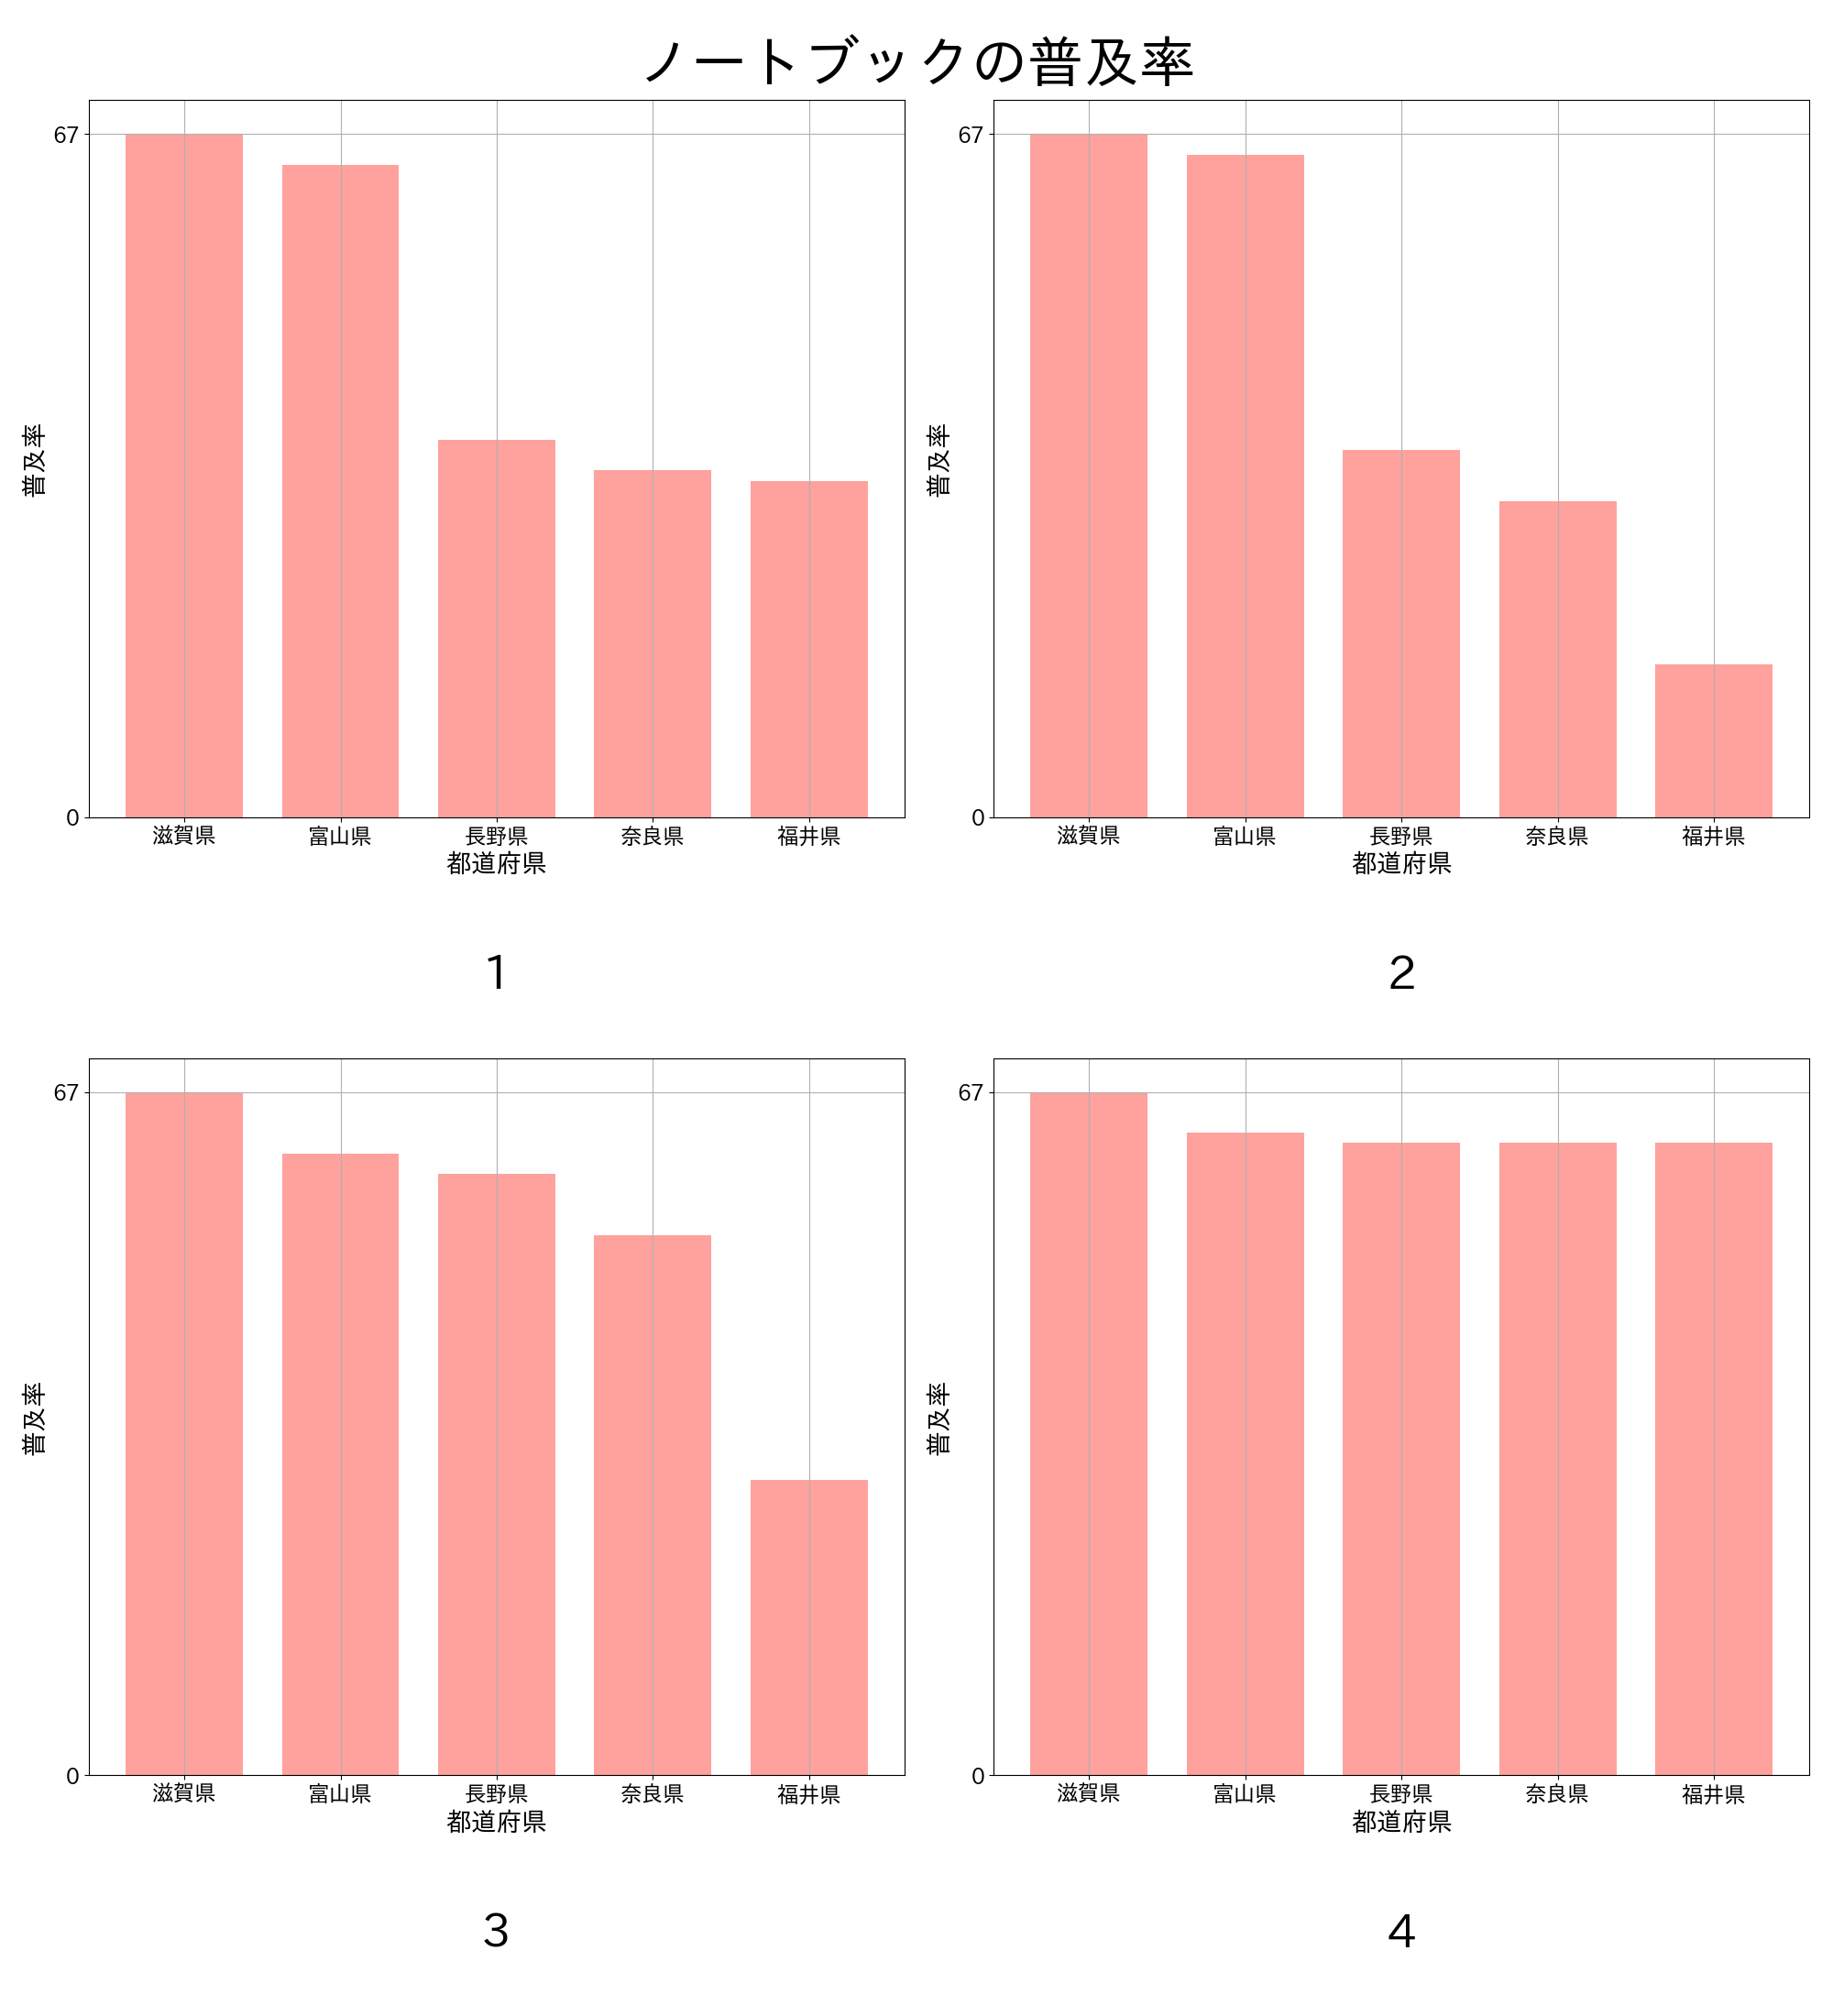 ノートブックの普及率
67
0
普及率
滋賀県 富山県 長野県 奈良県 福井県
都道府県
1
67
0
普及率
滋賀県 富山県 長野県 奈良県 福井県
都道府県
2
67
0
普及率
滋賀県 富山県 長野県 奈良県 福井県
都道府県
3
67
0
普及率
滋賀県 富山県 長野県 奈良県 福井県
都道府県
4